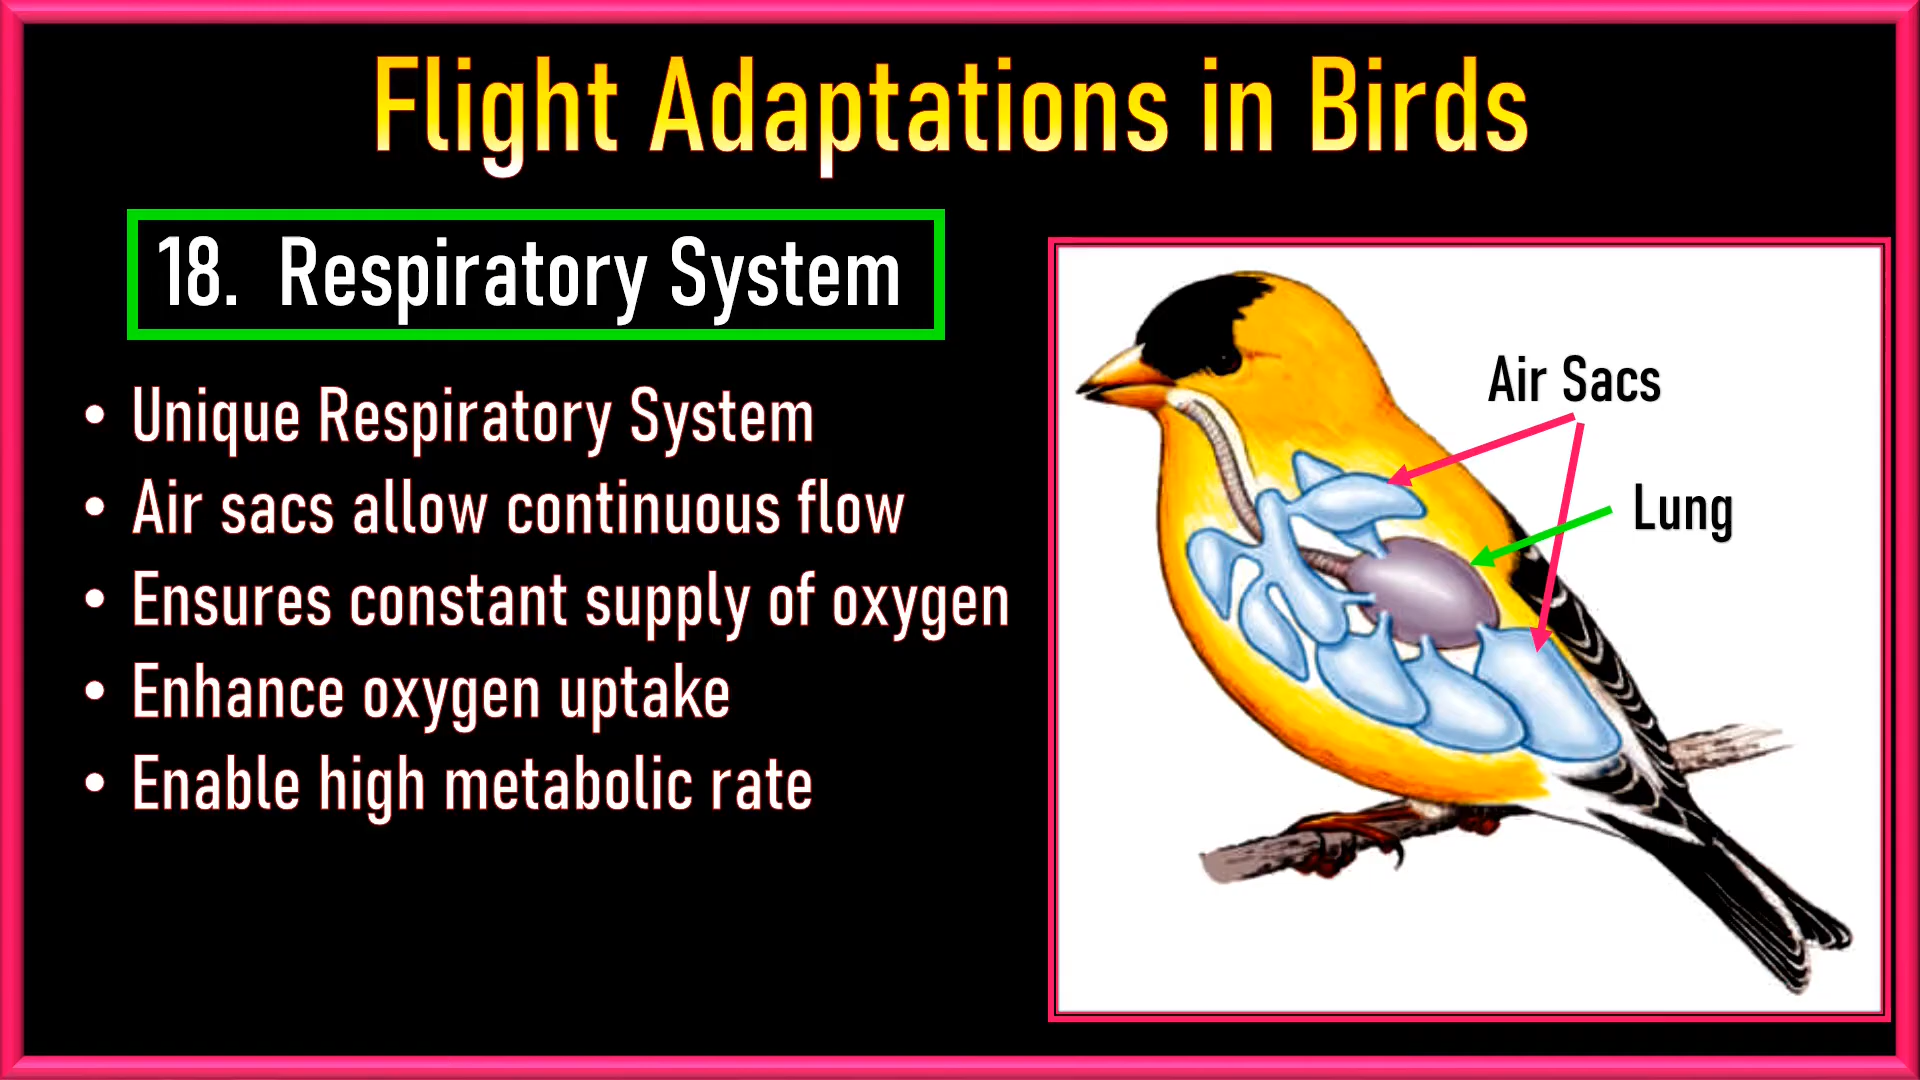 Flight Adaptations in Birds
18. Respiratory System
• Unique Respiratory System
• Air sacs allow continuous flow
• Ensures constant supply of oxygen
• Enhance oxygen uptake
• Enable high metabolic rate
Air Sacs
Lung